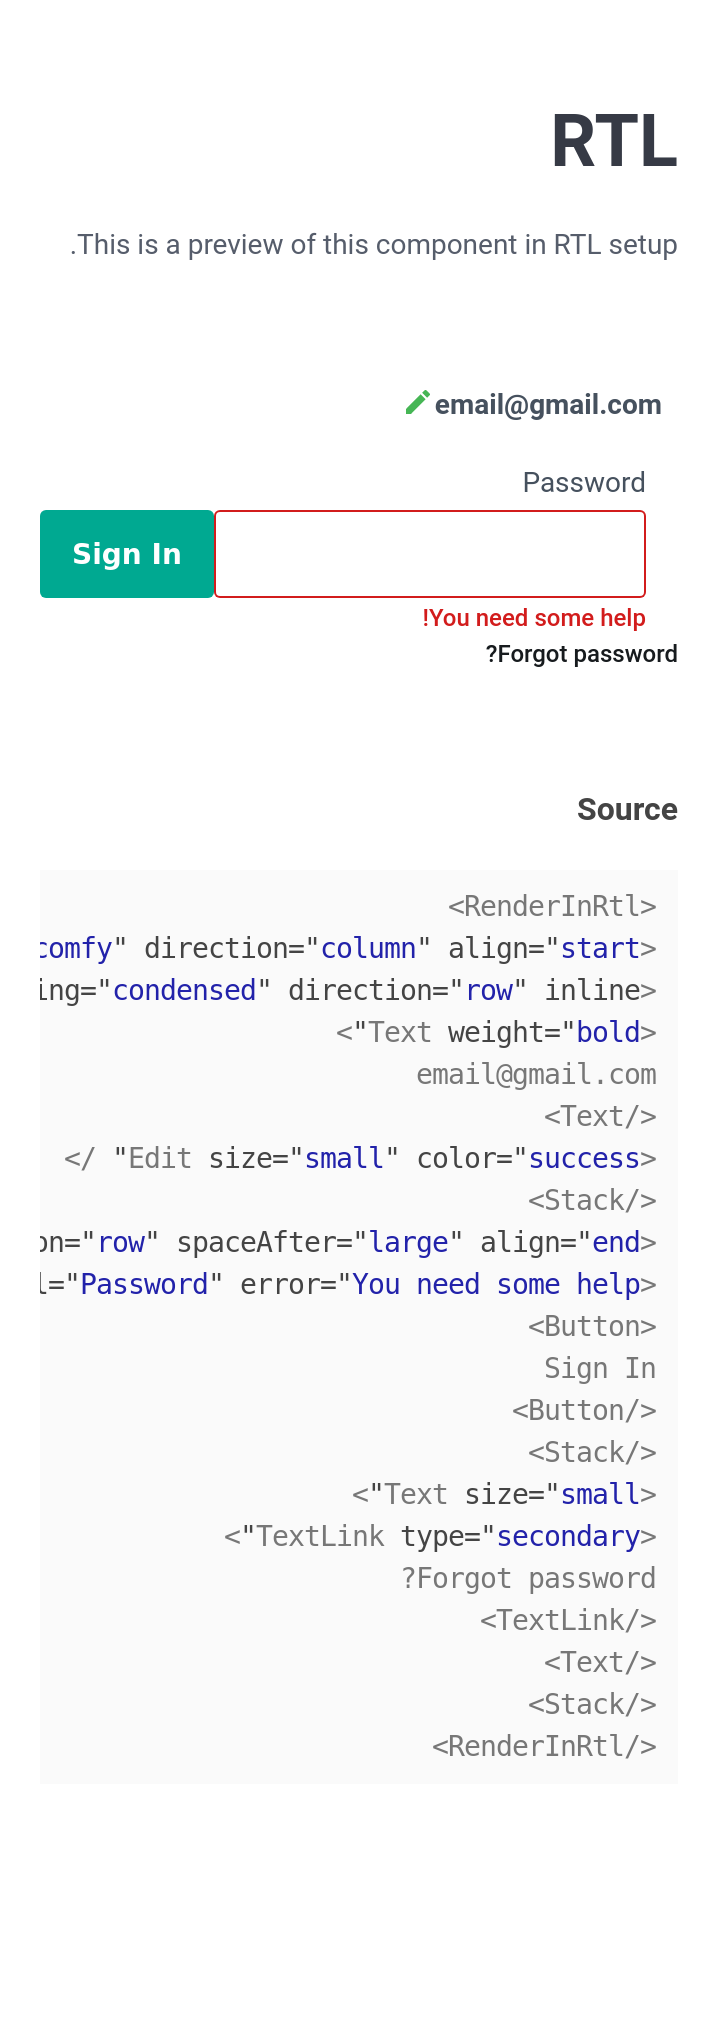 RTL
.This is a preview of this component in RTL setup
email@gmail.com
Password
Sign In
!You need some help
?Forgot password
Source
<RenderInRtl>
comfy" direction="column" align="start>
ing="condensed" direction="row" inline>
<"Text weight="bold>
email@gmail.com
<Text/>
</ "Edit size="small" color="success>
<Stack/>
on="row" spaceAfter="large" align="end>
l="Password" error="You need some help>
<Button>
Sign In
<Button/>
<Stack/>
<"Text size="small>
<"TextLink type="secondary>
?Forgot password
<TextLink/>
<Text/>
<Stack/>
<RenderInRtl/>